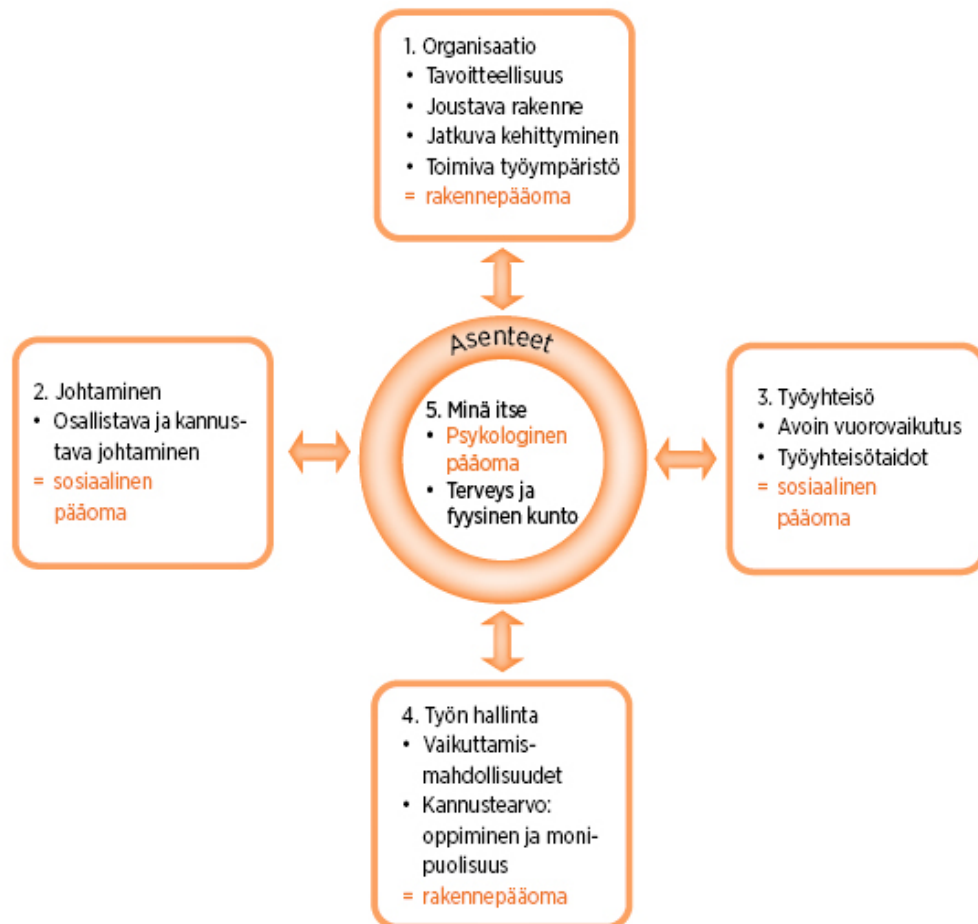 1. Organisaatio
• Tavoitteellisuus
• Joustava rakenne
• Jatkuva kehittyminen
• Toimiva työympäristö
= rakennepääoma
Asenteet
2. Johtaminen
• Osallistava ja kannus-
tava johtaminen
= sosiaalinen
pääoma
5. Minä itse
• Psykologinen
pääoma
• Terveys ja
fyysinen kunto
3. Työyhteisö
• Avoin vuorovaikutus
• Työyhteisötaidot
= sosiaalinen
pääoma
4. Työn hallinta
• Vaikuttamis-
mahdollisuudet
• Kannustearvo:
oppiminen ja moni-
puolisuus
= rakennepääoma